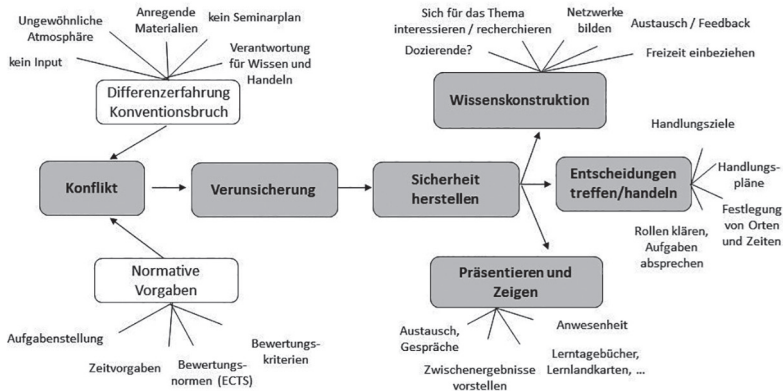 Ungewöhnliche
Atmosphäre
Anregende
Materialien
kein Seminarplan
kein Input
Verantwortung
für Wissen und
Handeln
Differenzerfahrung
Konventionsbruch
Sich für das Thema
interessieren / recherchieren
Netzwerke
bilden
Austausch / Feedback
Dozierende?
Freizeit einbeziehen
Wissenskonstruktion
Konflikt
Verunsicherung
Sicherheit
herstellen
Entscheidungen
treffen/handeln
Handlungsziele
Handlungs-
pläne
Festlegung
von Orten
und Zeiten
Rollen klären,
Aufgaben
absprechen
Normative
Vorgaben
Aufgabenstellung
Zeitvorgaben
Bewertungs-
normen (ECTS)
Bewertungs-
kriterien
Präsentieren und
Zeigen
Austausch,
Gespräche
Zwischenergebnisse
vorstellen
Anwesenheit
Lerntagebücher,
Lernlandkarten, ...